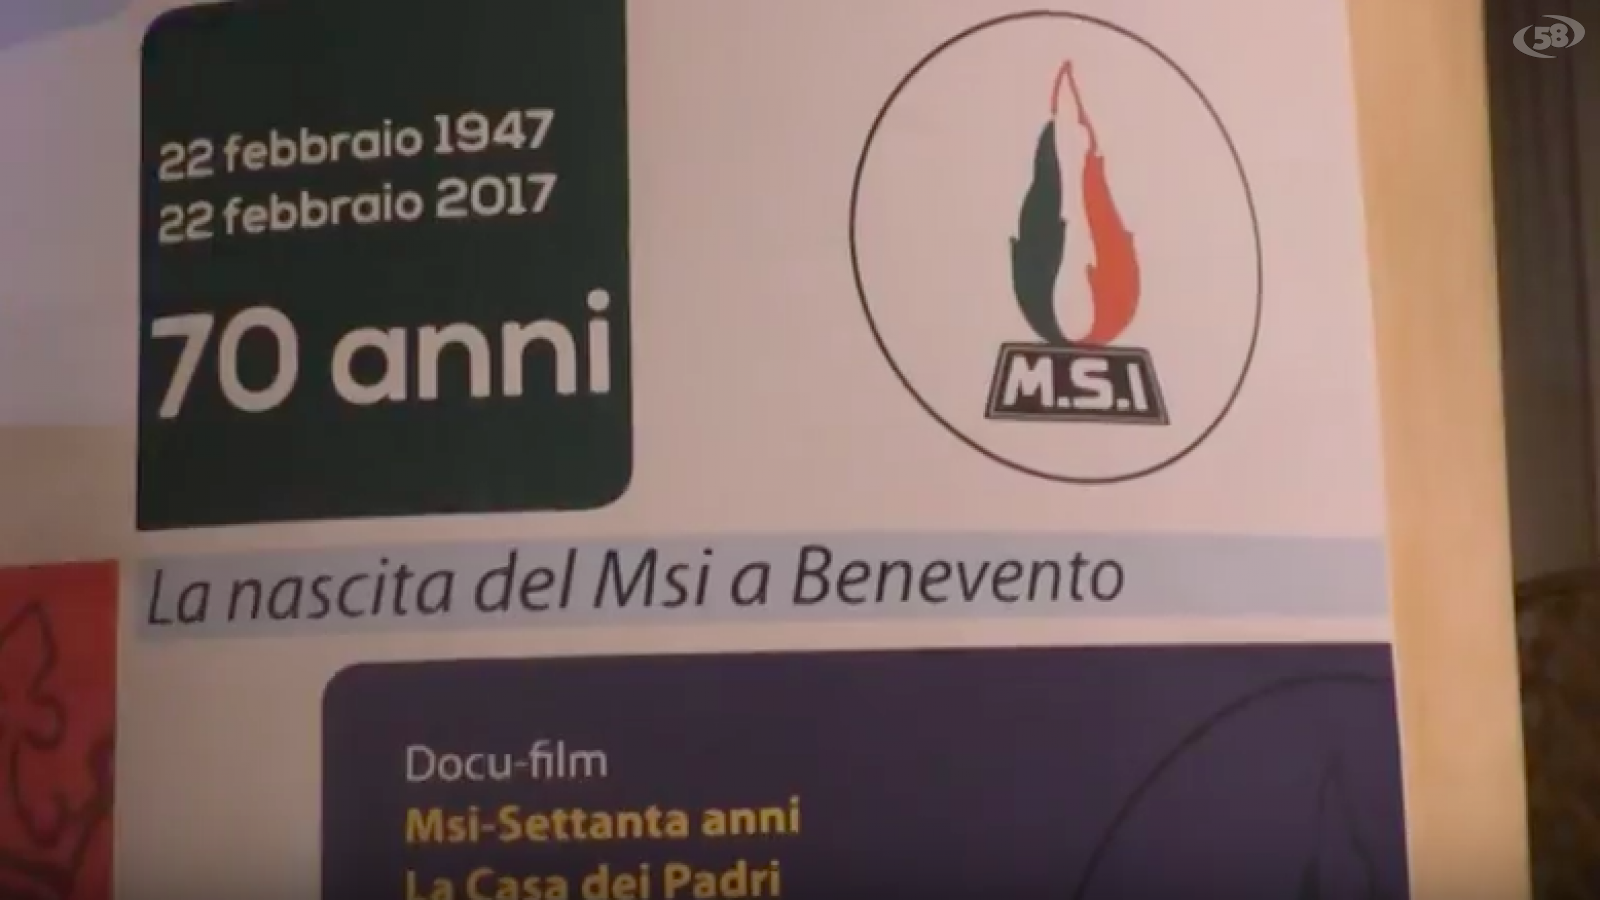 58
22 febbraio 1947
22 febbraio 2017
70 anni
M.S.I
La nascita del Msi a Benevento
Docu-film
Msi-Settanta anni
La Casa dei Padri